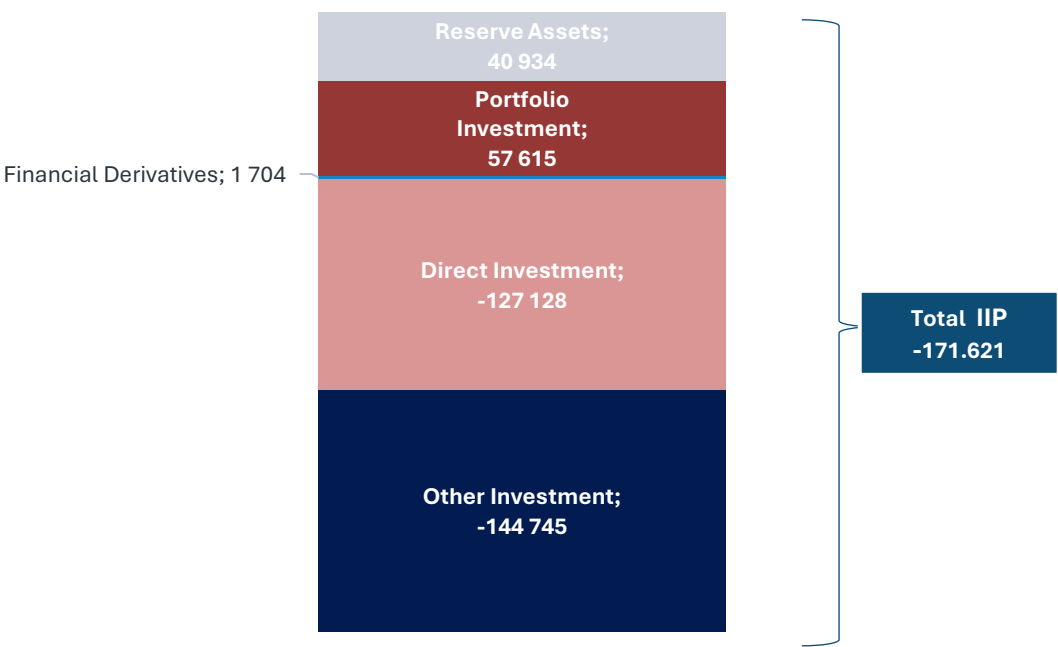 Reserve Assets;
40 934
Portfolio
Investment;
57 615
Financial Derivatives; 1 704
Direct Investment;
-127 128
Total IIP
-171.621
Other Investment;
-144 745